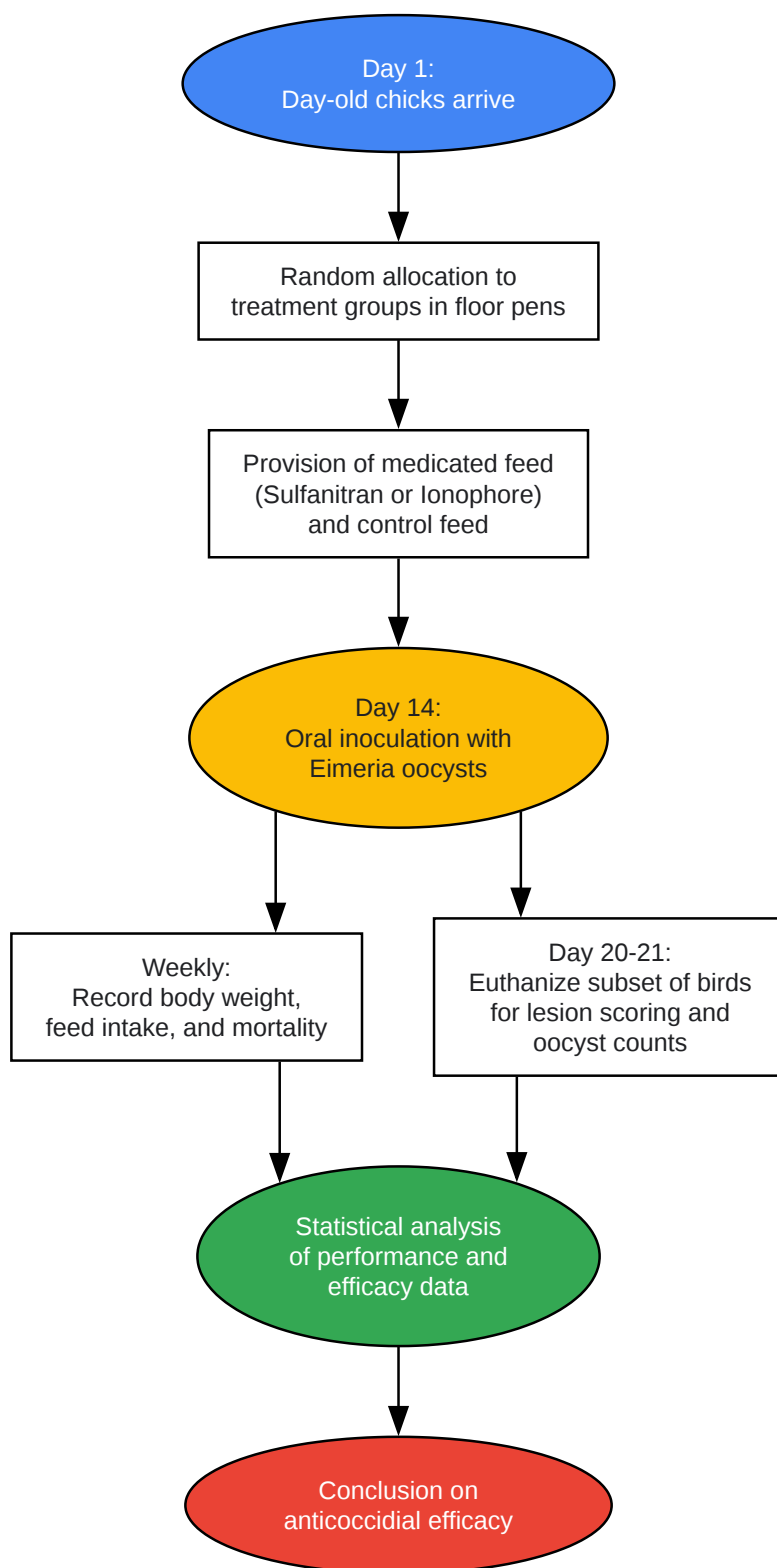 Day 1:
Day-old chicks arrive
Random allocation to
treatment groups in floor pens
Provision of medicated feed
(Sulfanitran or Ionophore)
and control feed
Day 14:
Oral inoculation with
Eimeria oocysts
Weekly:
Record body weight,
feed intake, and mortality
Day 20-21:
Euthanize subset of birds
for lesion scoring and
oocyst counts
Statistical analysis
of performance and
efficacy data
Conclusion on
anticoccidial efficacy